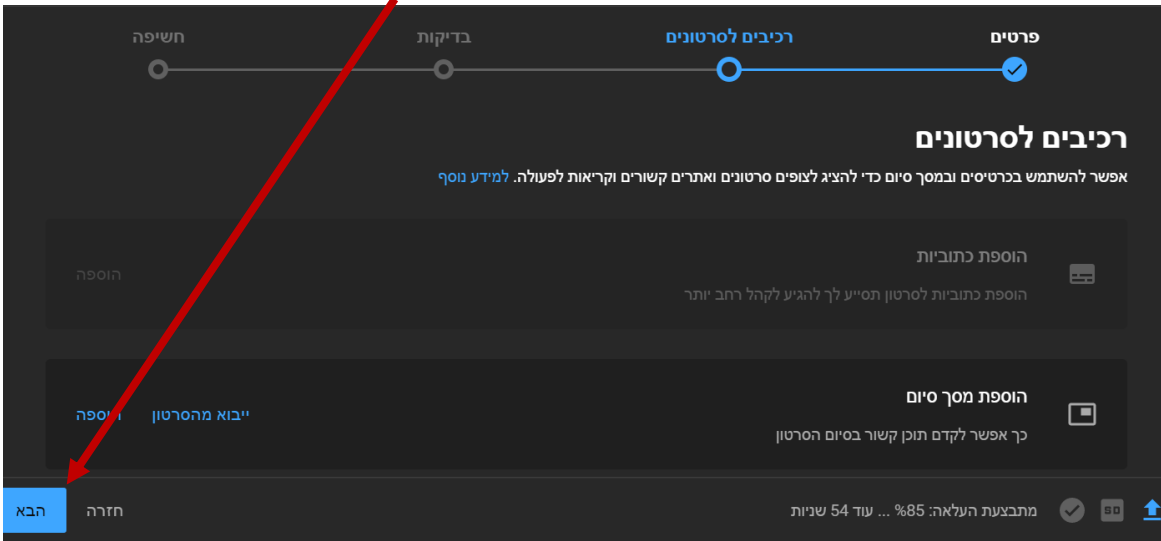 פרטים
רכיבים לסרטונים
בדיקות
חשיפה
רכיבים לסרטונים
אפשר להשתמש בכרטיסים ובמסך סיום כדי להציג לצופים סרטונים ואתרים קשורים וקריאות לפעולה. למידע נוסף
הוספת כתוביות
הוספת כתוביות לסרטון תסייע לך להגיע לקהל רחב יותר
הוספה
הוספת מסך סיום
כך אפשר לקדם תוכן קשור בסיום הסרטון
ייבוא מהסרטון
הוספה
SD
מתבצעת העלאה: 85% ... עוד 54 שניות
חזרה
הבא